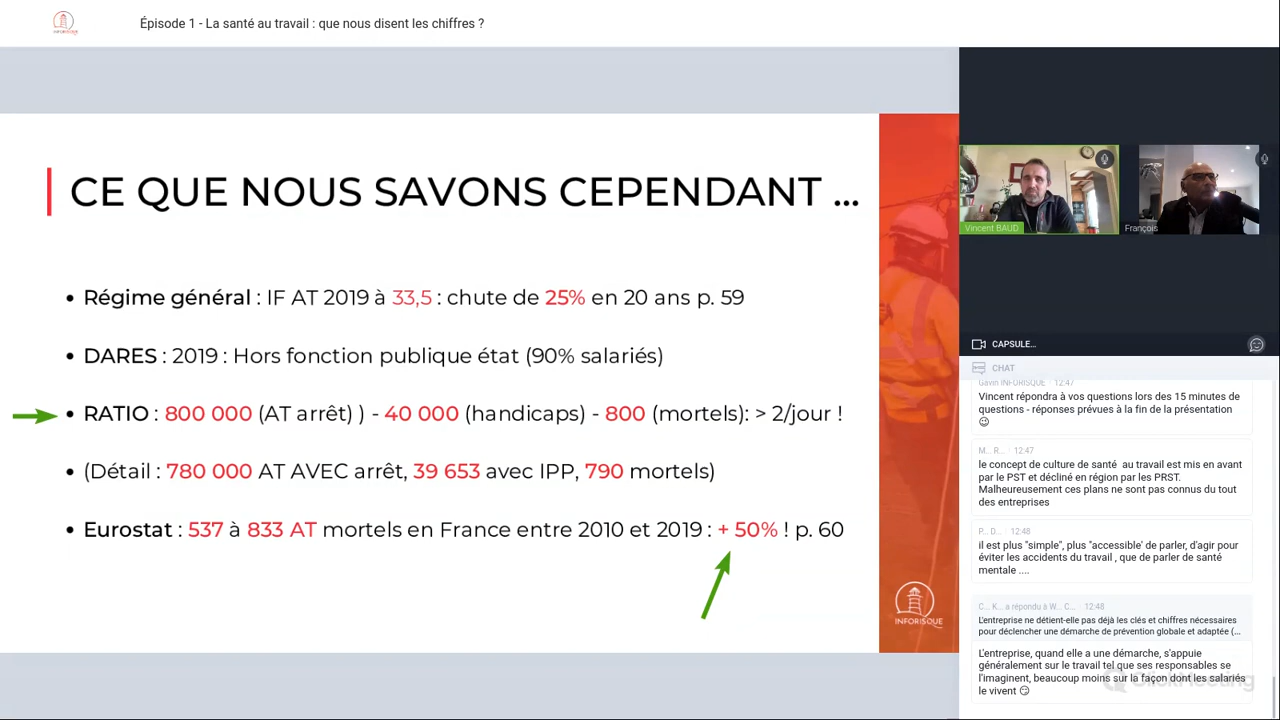 INFORISQUE
Épisode 1 - La santé au travail : que nous disent les chiffres ?
CE QUE NOUS SAVONS CEPENDANT ...
• Régime général : IF AT 2019 à 33,5 : chute de 25% en 20 ans p. 59
• DARES : 2019 : Hors fonction publique état (90% salariés)
• RATIO : 800 000 (AT arrêt) ) - 40 000 (handicaps) - 800 (mortels): > 2/jour !
• (Détail : 780 000 AT AVEC arrêt, 39 653 avec IPP, 790 mortels)
• Eurostat : 537 à 833 AT mortels en France entre 2010 et 2019 : + 50% ! p. 60
INFORISQUE
Vincent BAUD
François
CAPSULE...
CHAT
Gavin INFORISQUE 12:47
Vincent répondra à vos questions lors des 15 minutes de
questions - réponses prévues à la fin de la présentation
M... R... · 12:47
le concept de culture de santé au travail est mis en avant
par le PST et décliné en région par les PRST.
Malheureusement ces plans ne sont pas connus du tout
des entreprises
P... D... · 12:48
il est plus "simple", plus "accessible' de parler, d'agir pour
éviter les accidents du travail , que de parler de santé
mentale ....
C... K... a répondu à W... C... · 12:48
L'entreprise ne détient-elle pas déjà les clés et chiffres nécessaires
pour déclencher une démarche de prévention globale et adaptée (...
L'entreprise, quand elle a une démarche, s'appuie
généralement sur le travail tel que ses responsables se
l'imaginent, beaucoup moins sur la façon dont les salariés
le vivent
ClickMeeting